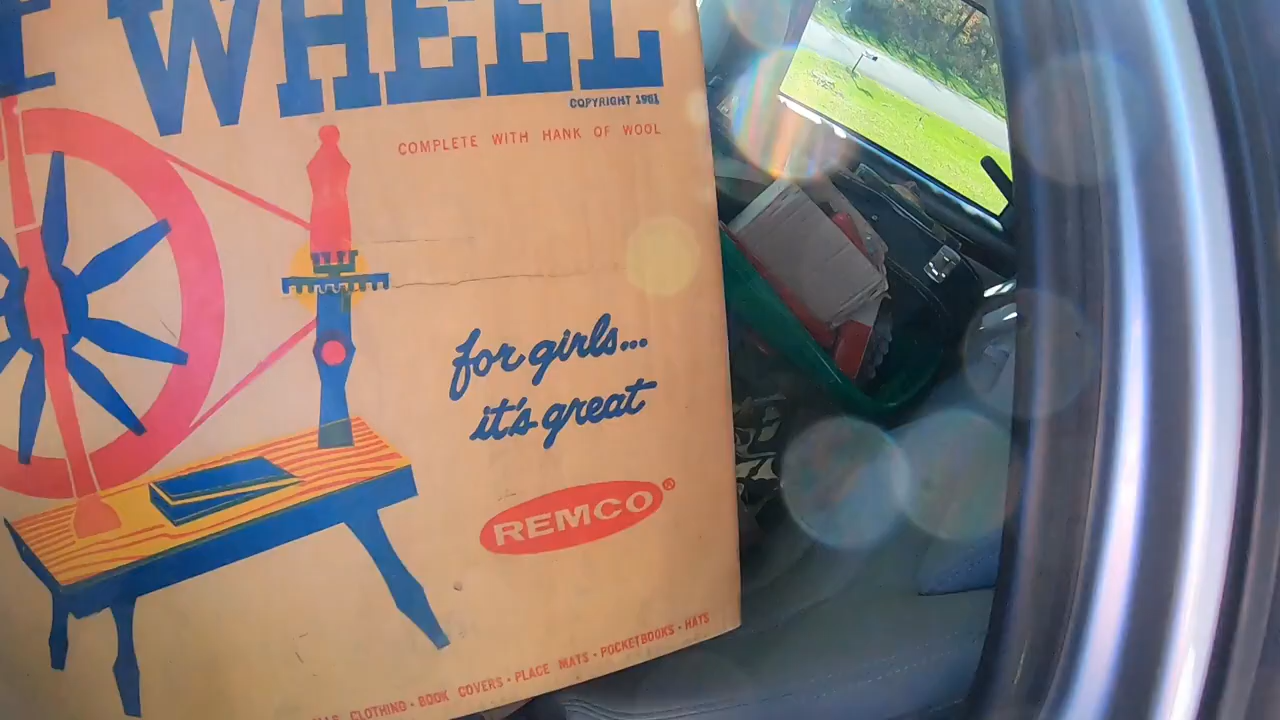 WHEEL
COPYRIGHT 1961
COMPLETE WITH HANK OF WOOL
for girls...
it's great
REMCO®
CLOTHING • BOOK COVERS • PLACE MATS • POCKETBOOKS • HATS